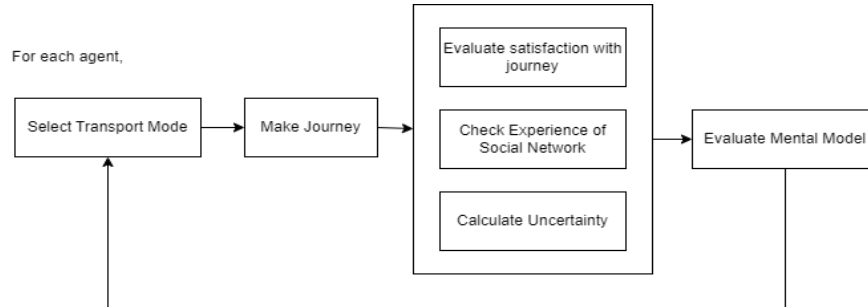 For each agent,
Select Transport Mode
Make Journey
Evaluate satisfaction with
journey
Check Experience of
Social Network
Calculate Uncertainty
Evaluate Mental Model